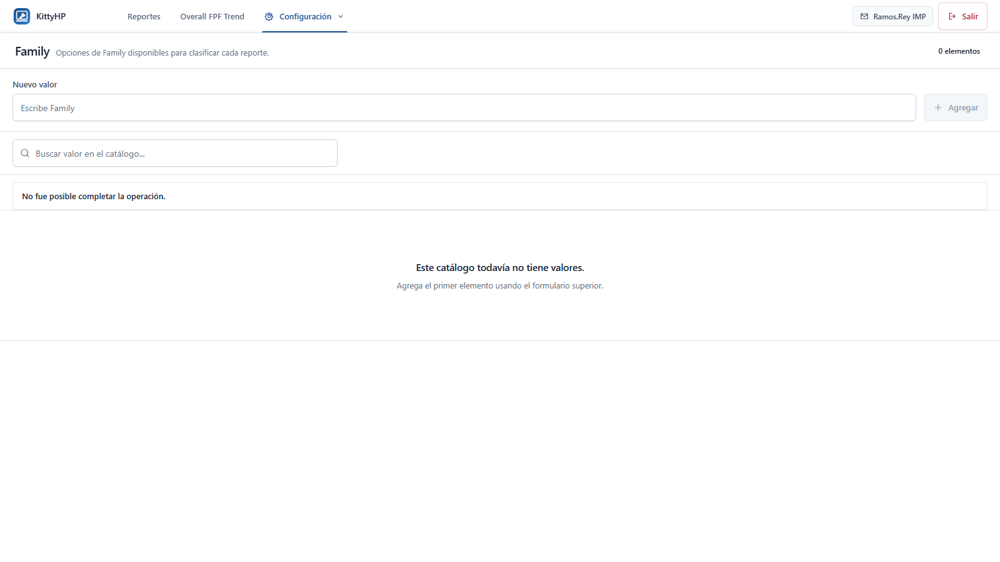 KittyHP
Reportes
Overall FPF Trend
Configuración
Ramos.Rey IMP
Salir
Family
Opciones de Family disponibles para clasificar cada reporte.
0 elementos
Nuevo valor
Escribe Family
Agregar
Buscar valor en el catálogo...
No fue posible completar la operación.
Este catálogo todavía no tiene valores.
Agrega el primer elemento usando el formulario superior.